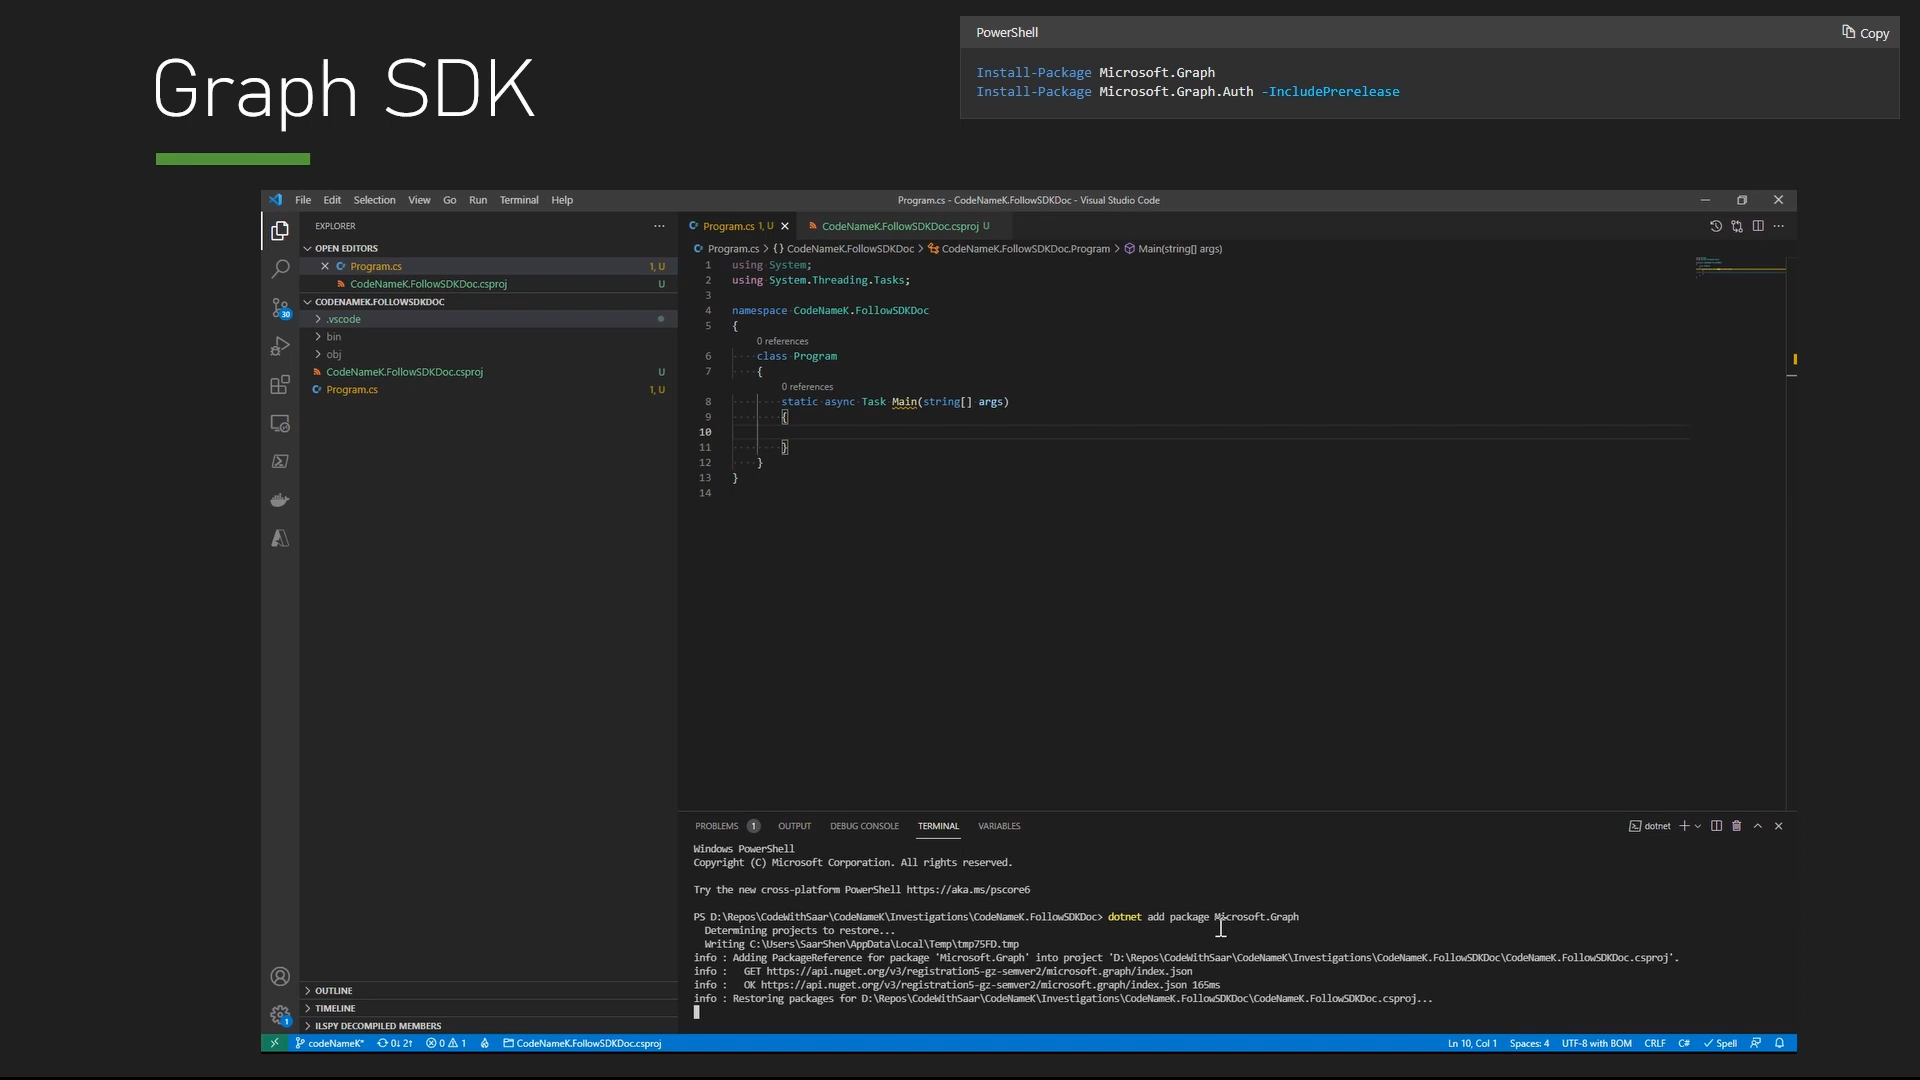 Graph SDK
PowerShell
Copy
Install-Package Microsoft.Graph
Install-Package Microsoft.Graph.Auth -IncludePrerelease
File Edit Selection View Go Run Terminal Help
Program.cs - CodeNameK.FollowSDKDoc - Visual Studio Code
EXPLORER
OPEN EDITORS
Program.cs 1, U
CodeNameK.FollowSDKDoc.csproj U
CODENAMEK.FOLLOWSDKDOC
.vscode
bin
obj
CodeNameK.FollowSDKDoc.csproj U
Program.cs 1, U
30
OUTLINE
TIMELINE
ILSPY DECOMPILED MEMBERS
1
Program.cs 1, U
CodeNameK.FollowSDKDoc.csproj U
Program.cs > {} CodeNameK.FollowSDKDoc > CodeNameK.FollowSDKDoc.Program > Main(string[] args)
1 using System;
2 using System.Threading.Tasks;
3
4 namespace CodeNameK.FollowSDKDoc
5 {
0 references
6 class Program
7 {
0 references
8 static async Task Main(string[] args)
9 {
10
11 }
12 }
13 }
14
PROBLEMS 1 OUTPUT DEBUG CONSOLE TERMINAL VARIABLES
dotnet
Windows PowerShell
Copyright (C) Microsoft Corporation. All rights reserved.
Try the new cross-platform PowerShell https://aka.ms/pscore6
PS D:\Repos\CodeWithSaar\CodeNameK\Investigations\CodeNameK.FollowSDKDoc> dotnet add package Microsoft.Graph
Determining projects to restore...
Writing C:\Users\SaarShen\AppData\Local\Temp\tmp75FD.tmp
info : Adding PackageReference for package 'Microsoft.Graph' into project 'D:\Repos\CodeWithSaar\CodeNameK\Investigations\CodeNameK.FollowSDKDoc\CodeNameK.FollowSDKDoc.csproj'.
info : GET https://api.nuget.org/v3/registration5-gz-semver2/microsoft.graph/index.json
info : OK https://api.nuget.org/v3/registration5-gz-semver2/microsoft.graph/index.json 165ms
info : Restoring packages for D:\Repos\CodeWithSaar\CodeNameK\Investigations\CodeNameK.FollowSDKDoc\CodeNameK.FollowSDKDoc.csproj...
codeNameK* 0↓ 2↑ 0 1 CodeNameK.FollowSDKDoc.csproj
Ln 10, Col 1 Spaces: 4 UTF-8 with BOM CRLF C# Spell